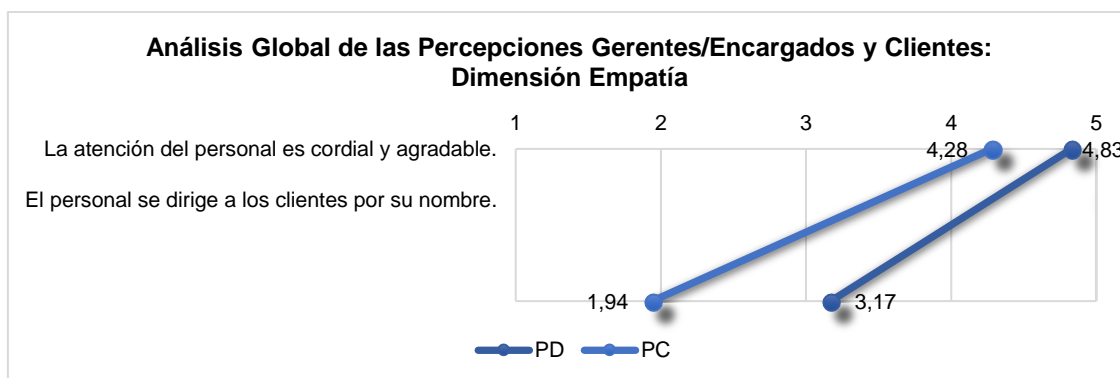 Análisis Global de las Percepciones Gerentes/Encargados y Clientes:
Dimensión Empatía
1 2 3 4 5
La atención del personal es cordial y agradable.
4,28 4,83
El personal se dirige a los clientes por su nombre.
1,94 3,17
PD PC